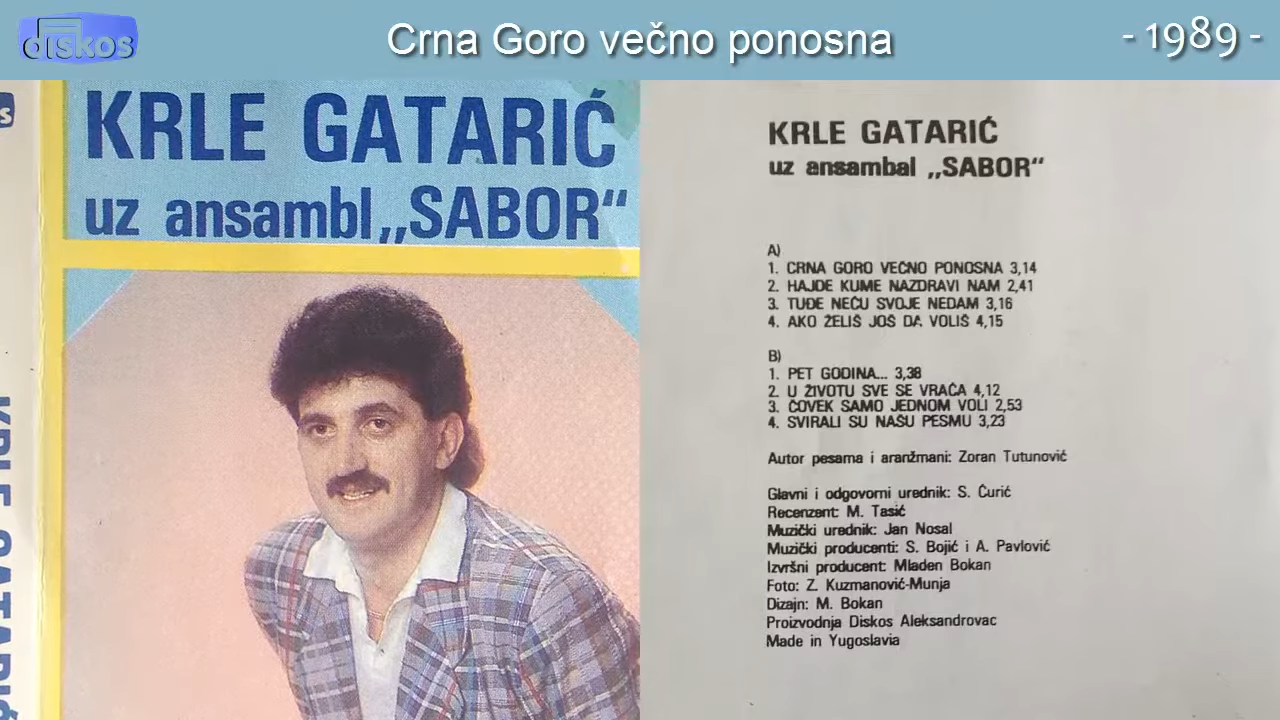 diskos
Crna Goro večno ponosna
- 1989 -
s
KRLE GATARIĆ
uz ansambl „SABOR“
KRLE GATARIĆ
KRLE GATARIĆ
uz ansambal „SABOR“
A)
1. CRNA GORO VEČNO PONOSNA 3,14
2. HAJDE KUME NAZDRAVI NAM 2,41
3. TUĐE NEĆU SVOJE NEDAM 3,16
4. AKO ŽELIŠ JOŠ DA VOLIŠ 4,15
B)
1. PET GODINA... 3,38
2. U ŽIVOTU SVE SE VRAĆA 4,12
3. ČOVEK SAMO JEDNOM VOLI 2,53
4. SVIRALI SU NAŠU PESMU 3,23
Autor pesama i aranžmani: Zoran Tutunović
Glavni i odgovorni urednik: S. Ćurić
Recenzent: M. Tasić
Muzički urednik: Jan Nosal
Muzički producenti: S. Bojić i A. Pavlović
Izvršni producent: Mladen Bokan
Foto: Z. Kuzmanović-Munja
Dizajn: M. Bokan
Proizvodnja Diskos Aleksandrovac
Made in Yugoslavia